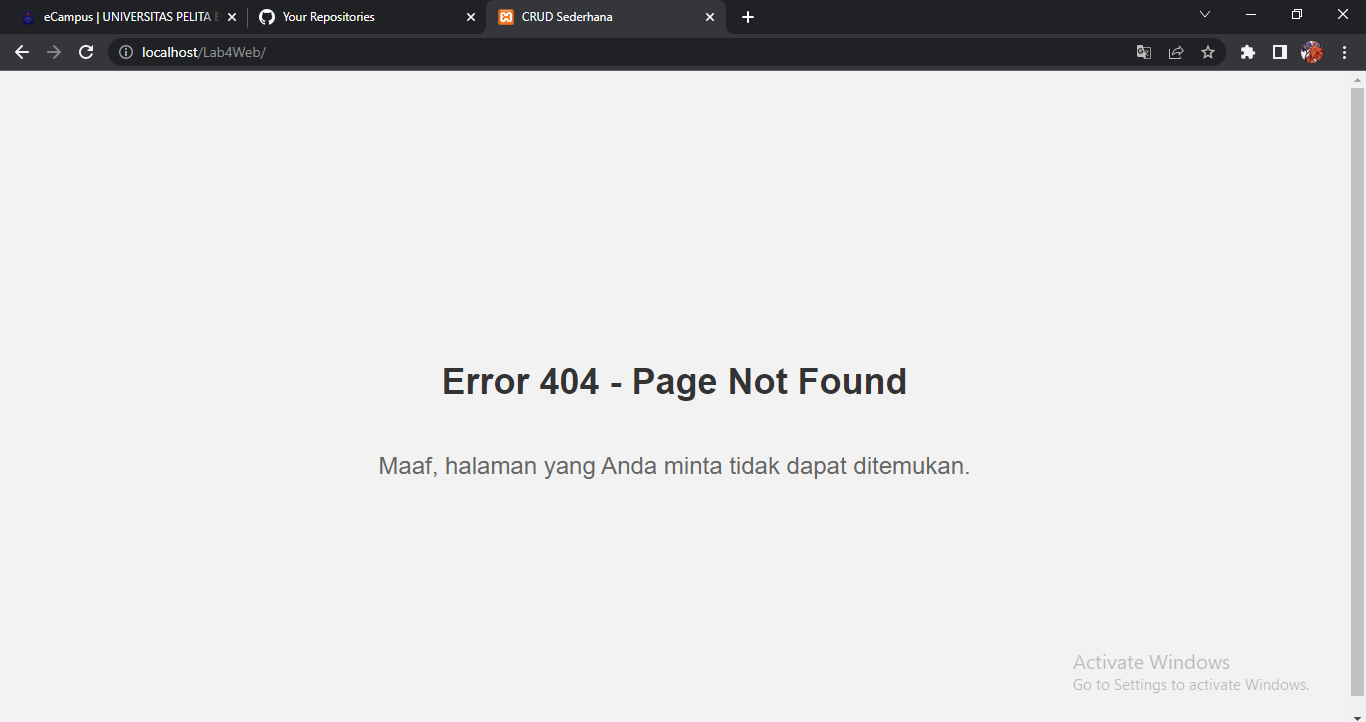 eCampus | UNIVERSITAS PELITA
Your Repositories
CRUD Sederhana
localhost/Lab4Web/
Error 404 - Page Not Found
Maaf, halaman yang Anda minta tidak dapat ditemukan.
Activate Windows
Go to Settings to activate Windows.